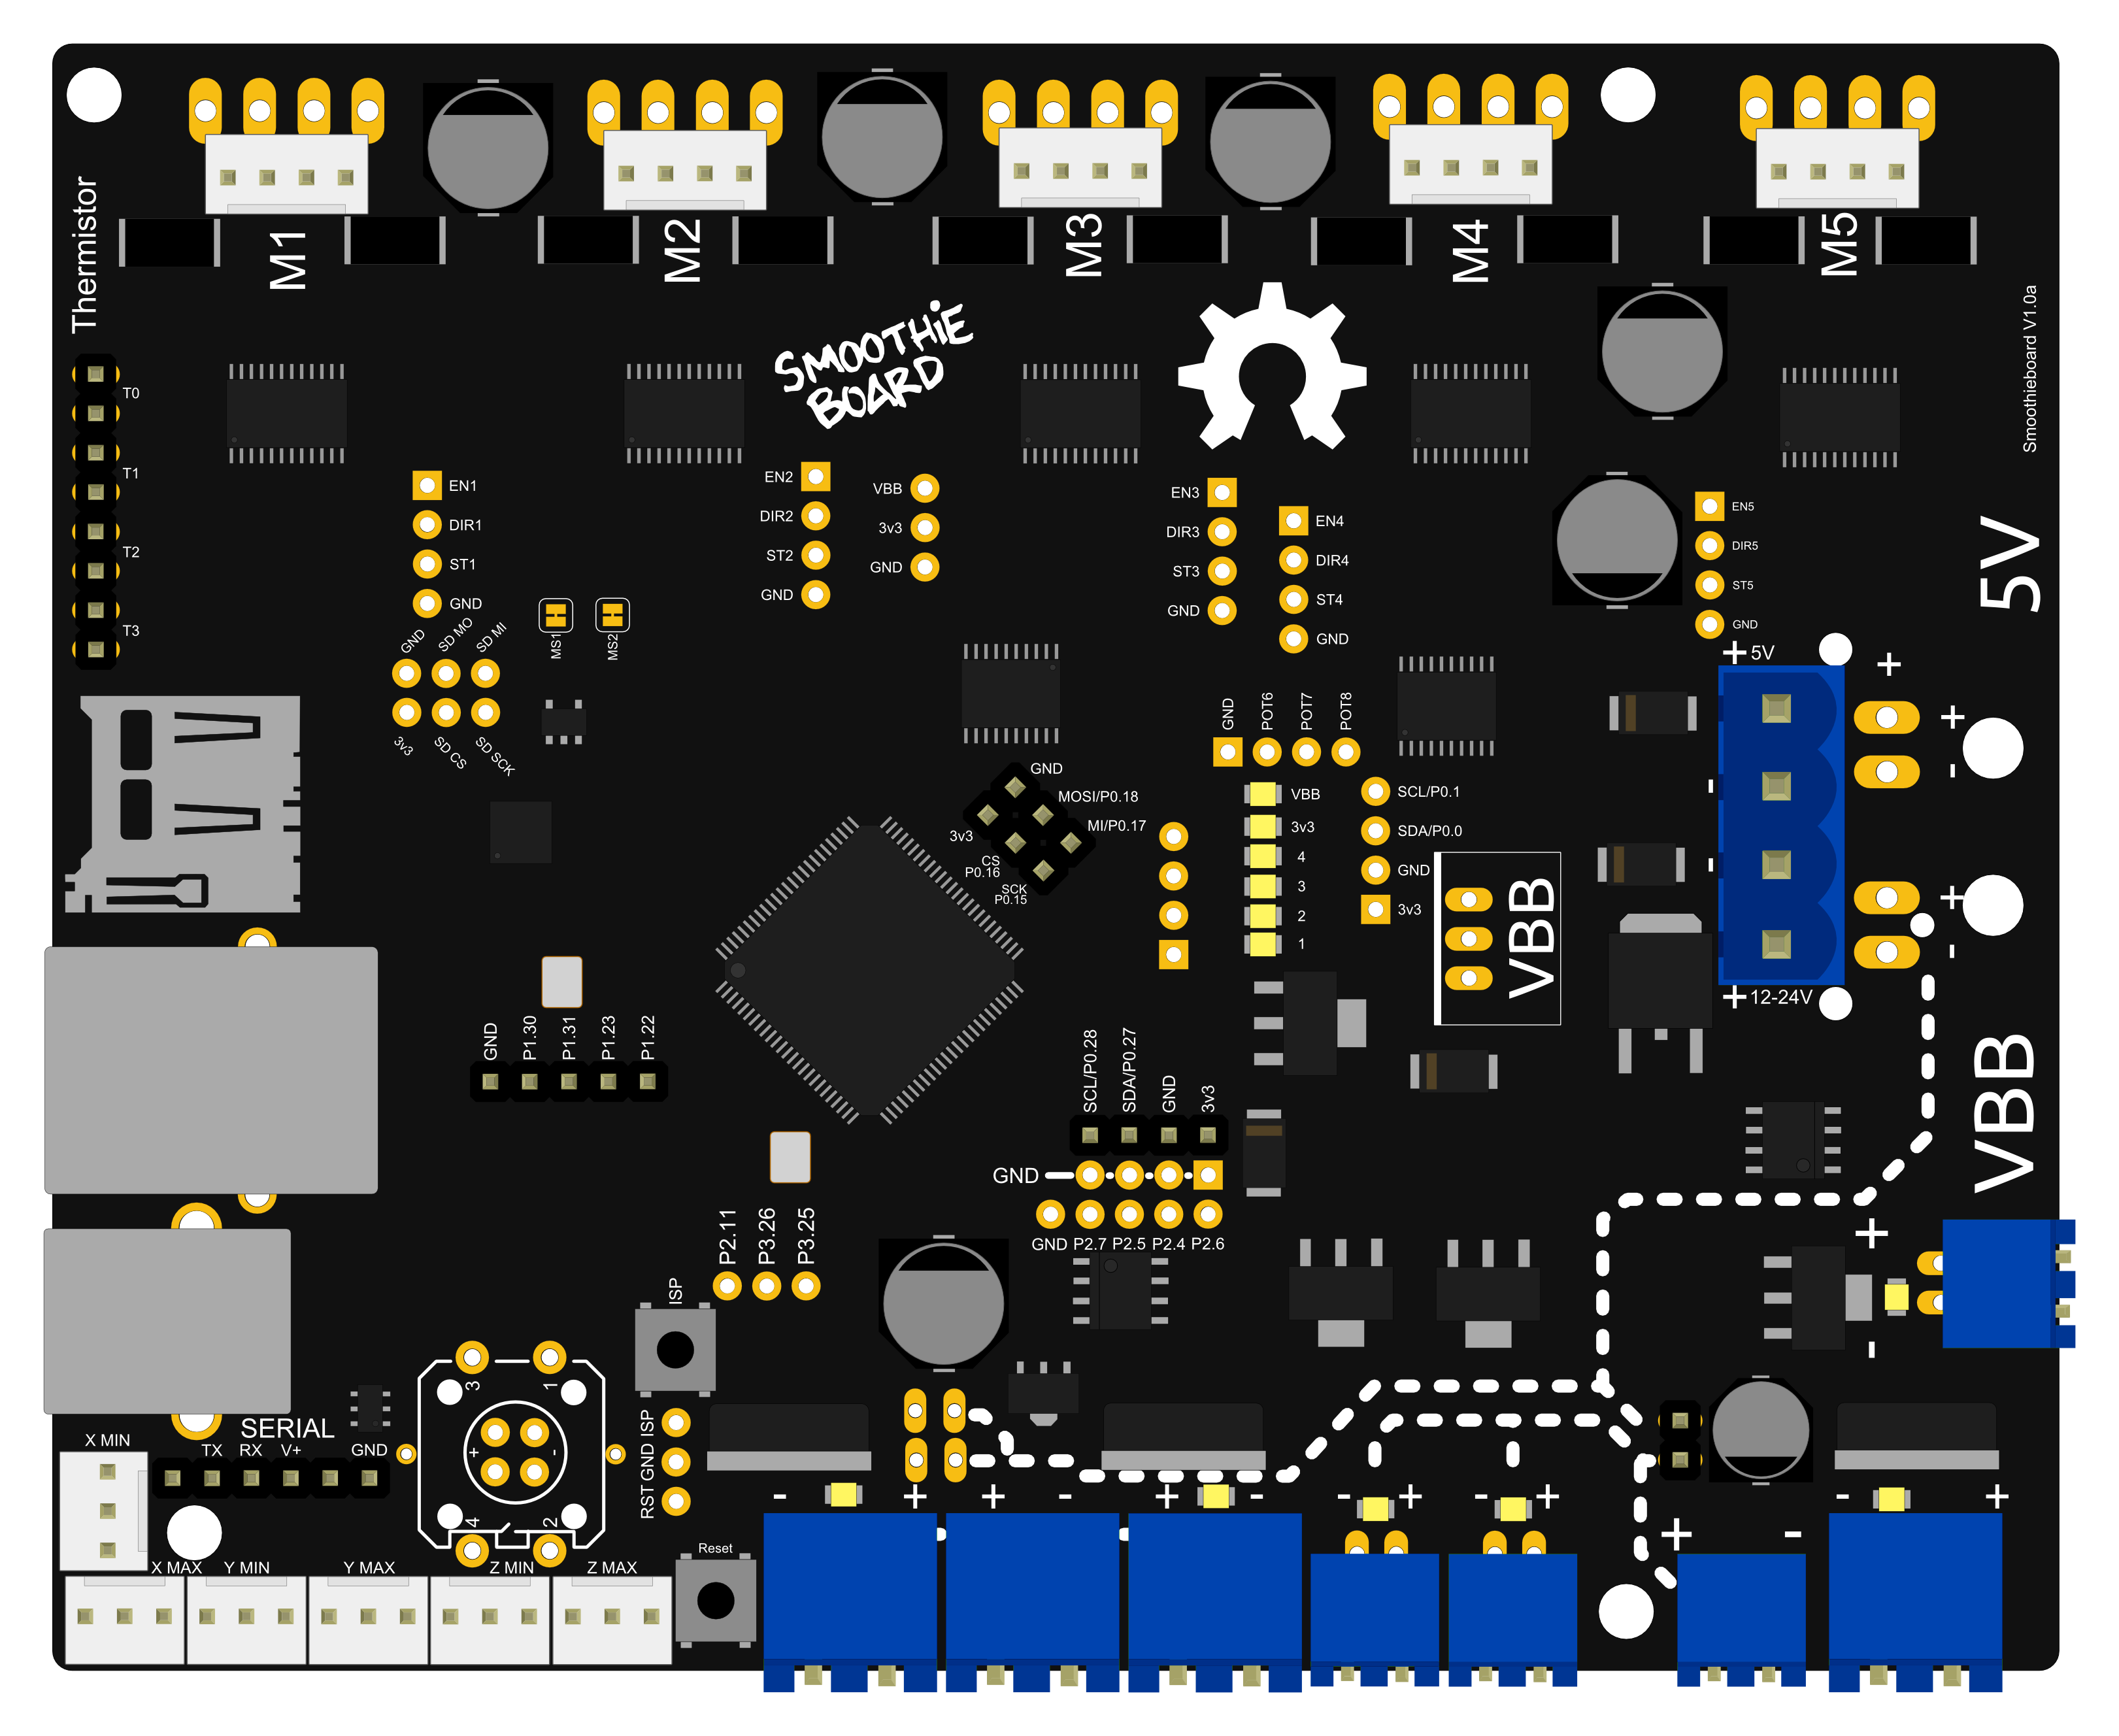 Thermistor
M1
M2
M3
M4
M5
SMOOTHiE
BOARD
Smoothieboard V1.0a
T0
T1
T2
T3
EN1
DIR1
ST1
GND
EN2
DIR2
ST2
GND
VBB
3v3
GND
EN3
DIR3
ST3
GND
EN4
DIR4
ST4
GND
EN5
DIR5
ST5
GND
5V
GND
SD MO
SD MI
3v3
SD CS
SD SCK
MS1
MS2
+ 5V
+
+
-
-
-
+
-
+ 12-24V
VBB
GND
POT6
POT7
POT8
VBB
3v3
4
3
2
1
SCL/P0.1
SDA/P0.0
GND
3v3
VBB
GND
MOSI/P0.18
MI/P0.17
3v3
CS
P0.16
SCK
P0.15
GND
P1.30
P1.31
P1.23
P1.22
SCL/P0.28
SDA/P0.27
GND
3v3
GND
GND P2.7 P2.5 P2.4 P2.6
P2.11
P3.26
P3.25
ISP
+
-
3
1
+
-
4
2
RST GND ISP
SERIAL
TX RX V+ GND
X MIN
X MAX Y MIN Y MAX Z MIN Z MAX
Reset
- + + - + - - + - + + - - +